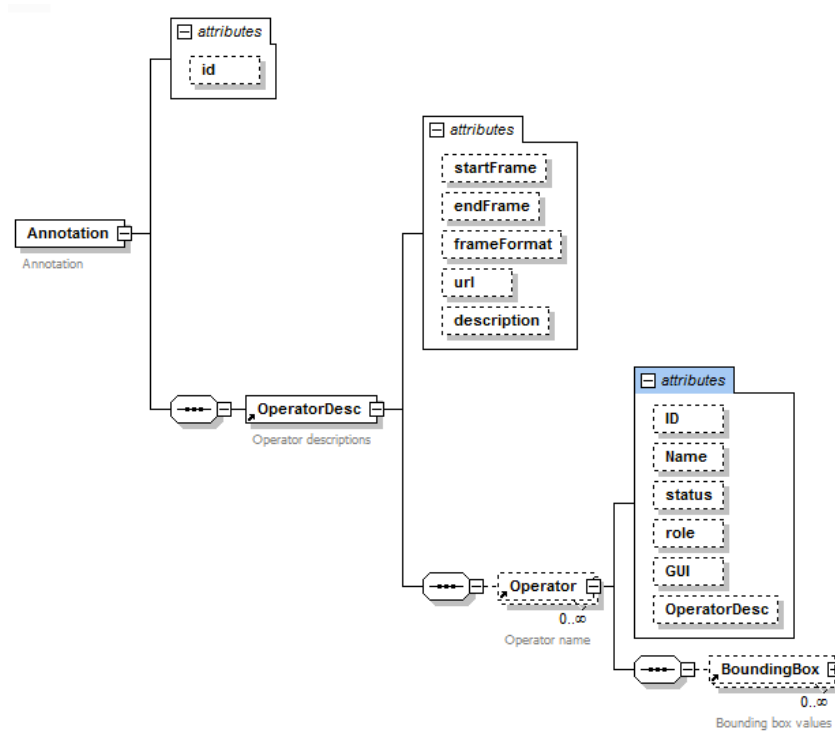 attributes
id
attributes
startFrame
endFrame
frameFormat
url
description
Annotation
Annotation
OperatorDesc
Operator descriptions
attributes
ID
Name
status
role
GUI
OperatorDesc
Operator
0..∞
Operator name
BoundingBox
0..∞
Bounding box values